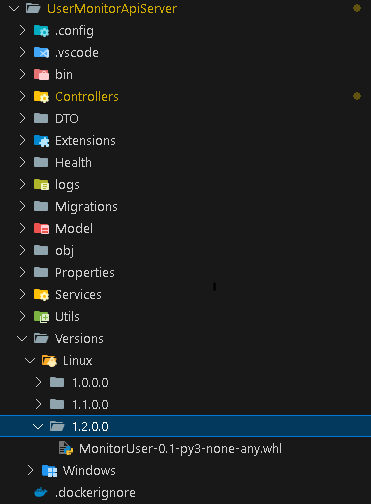 UserMonitorApiServer
.config
.vscode
bin
Controllers
DTO
Extensions
Health
logs
Migrations
Model
obj
Properties
Services
Utils
Versions
Linux
1.0.0.0
1.1.0.0
1.2.0.0
MonitorUser-0.1-py3-none-any.whl
Windows
.dockerignore